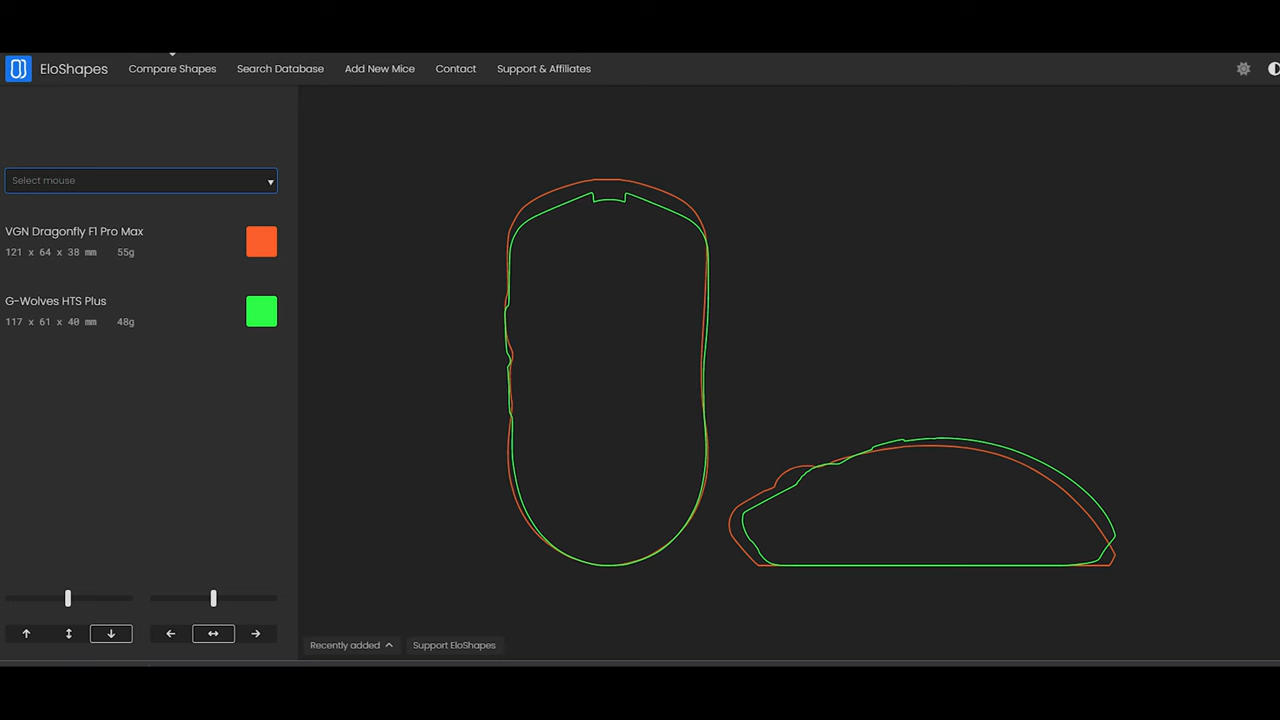 EloShapes
Compare Shapes
Search Database
Add New Mice
Contact
Support & Affiliates
Select mouse
VGN Dragonfly F1 Pro Max
121 x 64 x 38 mm 55g
G-Wolves HTS Plus
117 x 61 x 40 mm 48g
Recently added
Support EloShapes